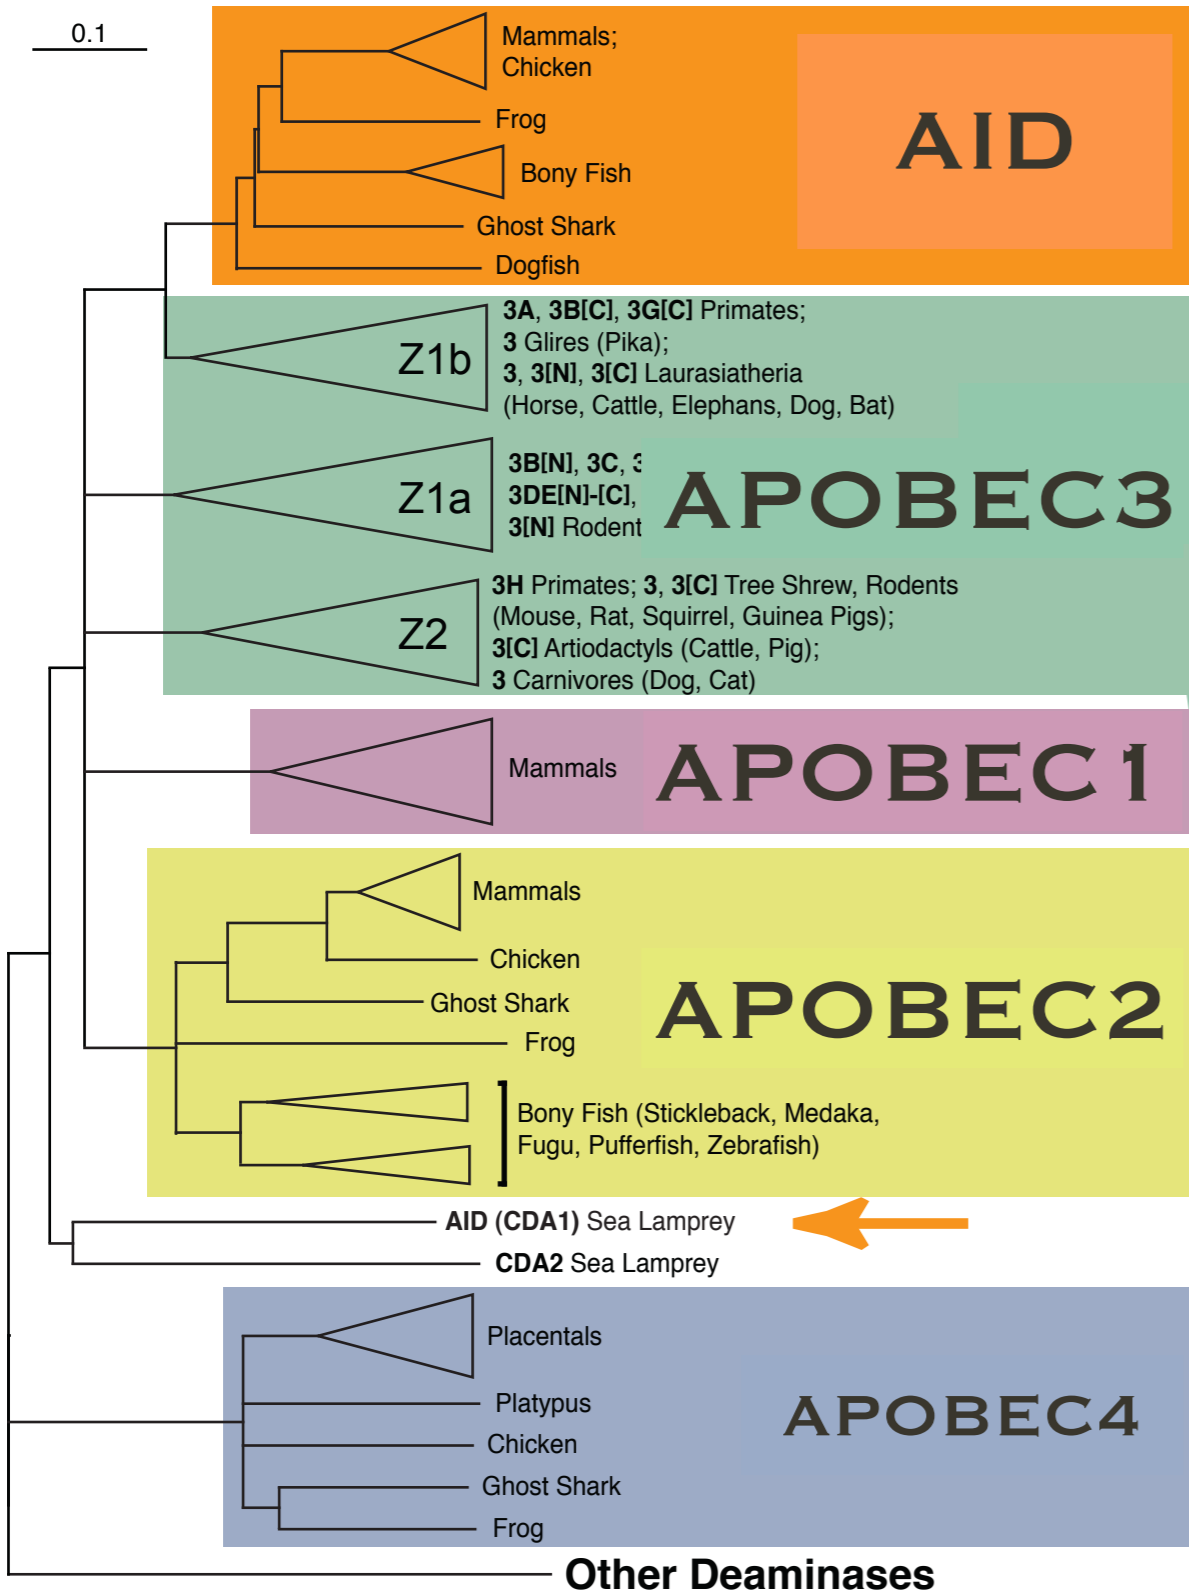 0.1
Mammals;
Chicken
Frog
Bony Fish
Ghost Shark
Dogfish
AID
Z1b
3A, 3B[C], 3G[C] Primates;
3 Glires (Pika);
3, 3[N], 3[C] Laurasiatheria
(Horse, Cattle, Elephans, Dog, Bat)
Z1a
3B[N], 3C, 3
3DE[N]-[C],
3[N] Rodent
APOBEC3
Z2
3H Primates; 3, 3[C] Tree Shrew, Rodents
(Mouse, Rat, Squirrel, Guinea Pigs);
3[C] Artiodactyls (Cattle, Pig);
3 Carnivores (Dog, Cat)
Mammals
APOBEC1
Mammals
Chicken
Ghost Shark
Frog
APOBEC2
Bony Fish (Stickleback, Medaka,
Fugu, Pufferfish, Zebrafish)
AID (CDA1) Sea Lamprey
CDA2 Sea Lamprey
Placentals
Platypus
Chicken
Ghost Shark
Frog
APOBEC4
Other Deaminases